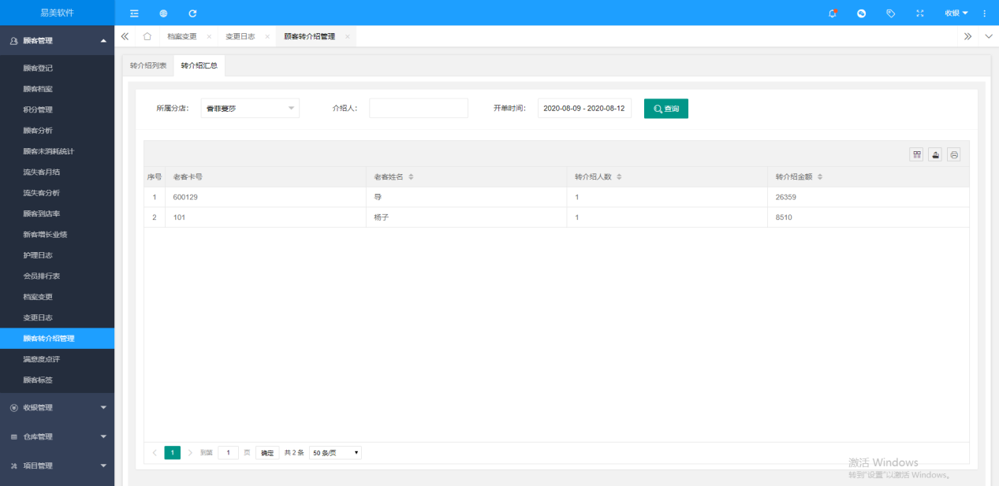 易美软件
收银
顾客管理
档案变更
变更日志
顾客转介绍管理
顾客登记
顾客档案
积分管理
顾客分析
顾客未消耗统计
流失客月结
流失客分析
顾客到店率
新客增长业绩
护理日志
会员排行表
档案变更
变更日志
顾客转介绍管理
满意度点评
顾客标签
收银管理
仓库管理
项目管理
转介绍列表 转介绍汇总
所属分店: 香菲蔓莎 介绍人: 开单时间: 2020-08-09 - 2020-08-12 查询
序号 老客卡号 老客姓名 转介绍人数 转介绍金额
1 600129 导 1 26359
2 101 杨子 1 8510
1 到第 1 页 确定 共 2 条 50 条/页
激活 Windows
转到"设置"以激活 Windows。